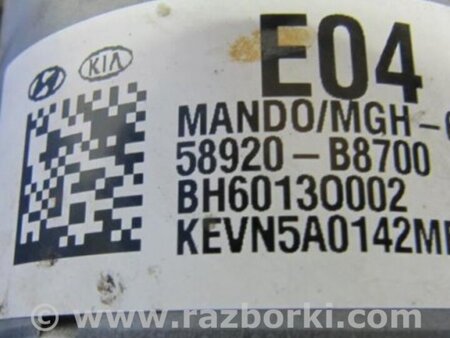 E04
KIA
MANDO/MGH-
58920-B8700
BH60130002
KEVN5A0142M
© www.razborki.com